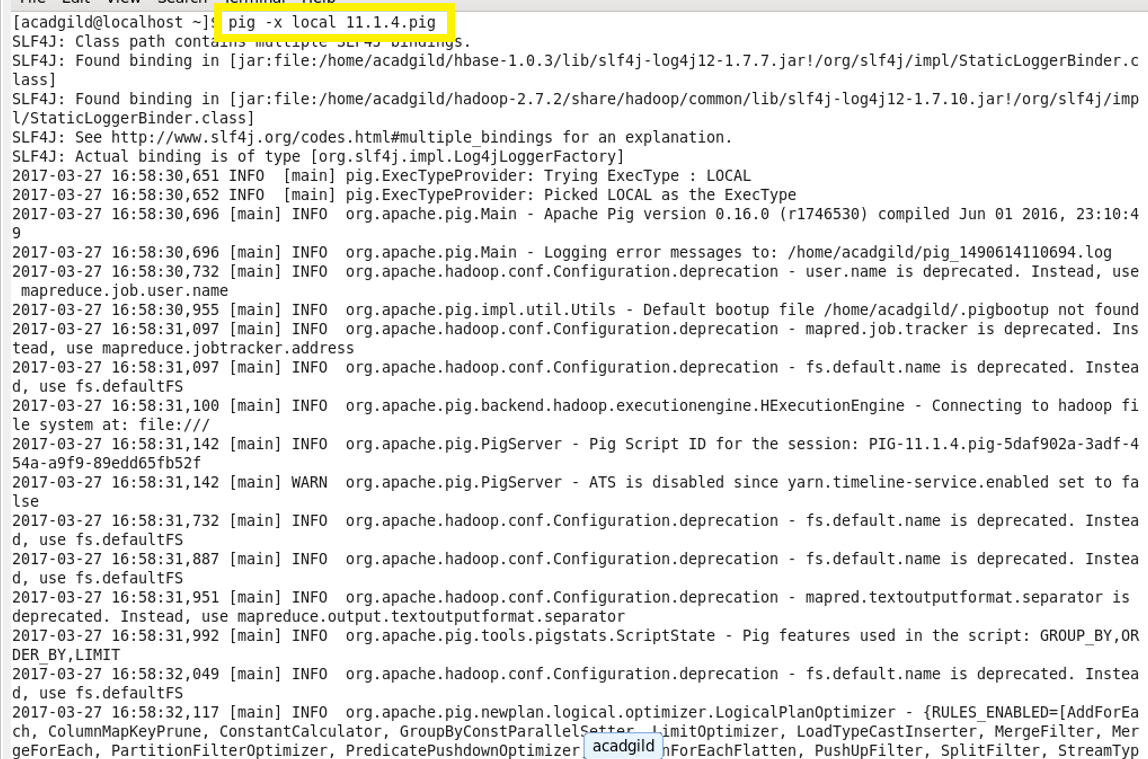 File Edit View Search Terminal Help
[acadgild@localhost ~]$ pig -x local 11.1.4.pig
SLF4J: Class path contains multiple SLF4J bindings.
SLF4J: Found binding in [jar:file:/home/acadgild/hbase-1.0.3/lib/slf4j-log4j12-1.7.7.jar!/org/slf4j/impl/StaticLoggerBinder.c
lass]
SLF4J: Found binding in [jar:file:/home/acadgild/hadoop-2.7.2/share/hadoop/common/lib/slf4j-log4j12-1.7.10.jar!/org/slf4j/imp
l/StaticLoggerBinder.class]
SLF4J: See http://www.slf4j.org/codes.html#multiple_bindings for an explanation.
SLF4J: Actual binding is of type [org.slf4j.impl.Log4jLoggerFactory]
2017-03-27 16:58:30,651 INFO  [main] pig.ExecTypeProvider: Trying ExecType : LOCAL
2017-03-27 16:58:30,652 INFO  [main] pig.ExecTypeProvider: Picked LOCAL as the ExecType
2017-03-27 16:58:30,696 [main] INFO  org.apache.pig.Main - Apache Pig version 0.16.0 (r1746530) compiled Jun 01 2016, 23:10:4
9
2017-03-27 16:58:30,696 [main] INFO  org.apache.pig.Main - Logging error messages to: /home/acadgild/pig_1490614110694.log
2017-03-27 16:58:30,732 [main] INFO  org.apache.hadoop.conf.Configuration.deprecation - user.name is deprecated. Instead, use
 mapreduce.job.user.name
2017-03-27 16:58:30,955 [main] INFO  org.apache.pig.impl.util.Utils - Default bootup file /home/acadgild/.pigbootup not found
2017-03-27 16:58:31,097 [main] INFO  org.apache.hadoop.conf.Configuration.deprecation - mapred.job.tracker is deprecated. Ins
tead, use mapreduce.jobtracker.address
2017-03-27 16:58:31,097 [main] INFO  org.apache.hadoop.conf.Configuration.deprecation - fs.default.name is deprecated. Instea
d, use fs.defaultFS
2017-03-27 16:58:31,100 [main] INFO  org.apache.pig.backend.hadoop.executionengine.HExecutionEngine - Connecting to hadoop fi
le system at: file:///
2017-03-27 16:58:31,142 [main] INFO  org.apache.pig.PigServer - Pig Script ID for the session: PIG-11.1.4.pig-5daf902a-3adf-4
54a-a9f9-89edd65fb52f
2017-03-27 16:58:31,142 [main] WARN  org.apache.pig.PigServer - ATS is disabled since yarn.timeline-service.enabled set to fa
lse
2017-03-27 16:58:31,732 [main] INFO  org.apache.hadoop.conf.Configuration.deprecation - fs.default.name is deprecated. Instea
d, use fs.defaultFS
2017-03-27 16:58:31,887 [main] INFO  org.apache.hadoop.conf.Configuration.deprecation - fs.default.name is deprecated. Instea
d, use fs.defaultFS
2017-03-27 16:58:31,951 [main] INFO  org.apache.hadoop.conf.Configuration.deprecation - mapred.textoutputformat.separator is
deprecated. Instead, use mapreduce.output.textoutputformat.separator
2017-03-27 16:58:31,992 [main] INFO  org.apache.pig.tools.pigstats.ScriptState - Pig features used in the script: GROUP_BY,OR
DER_BY,LIMIT
2017-03-27 16:58:32,049 [main] INFO  org.apache.hadoop.conf.Configuration.deprecation - fs.default.name is deprecated. Instea
d, use fs.defaultFS
2017-03-27 16:58:32,117 [main] INFO  org.apache.pig.newplan.logical.optimizer.LogicalPlanOptimizer - {RULES_ENABLED=[AddForEa
ch, ColumnMapKeyPrune, ConstantCalculator, GroupByConstParallelSetter, LimitOptimizer, LoadTypeCastInserter, MergeFilter, Mer
geForEach, PartitionFilterOptimizer, PredicatePushdownOptimizer nForEachFlatten, PushUpFilter, SplitFilter, StreamTyp
acadgild